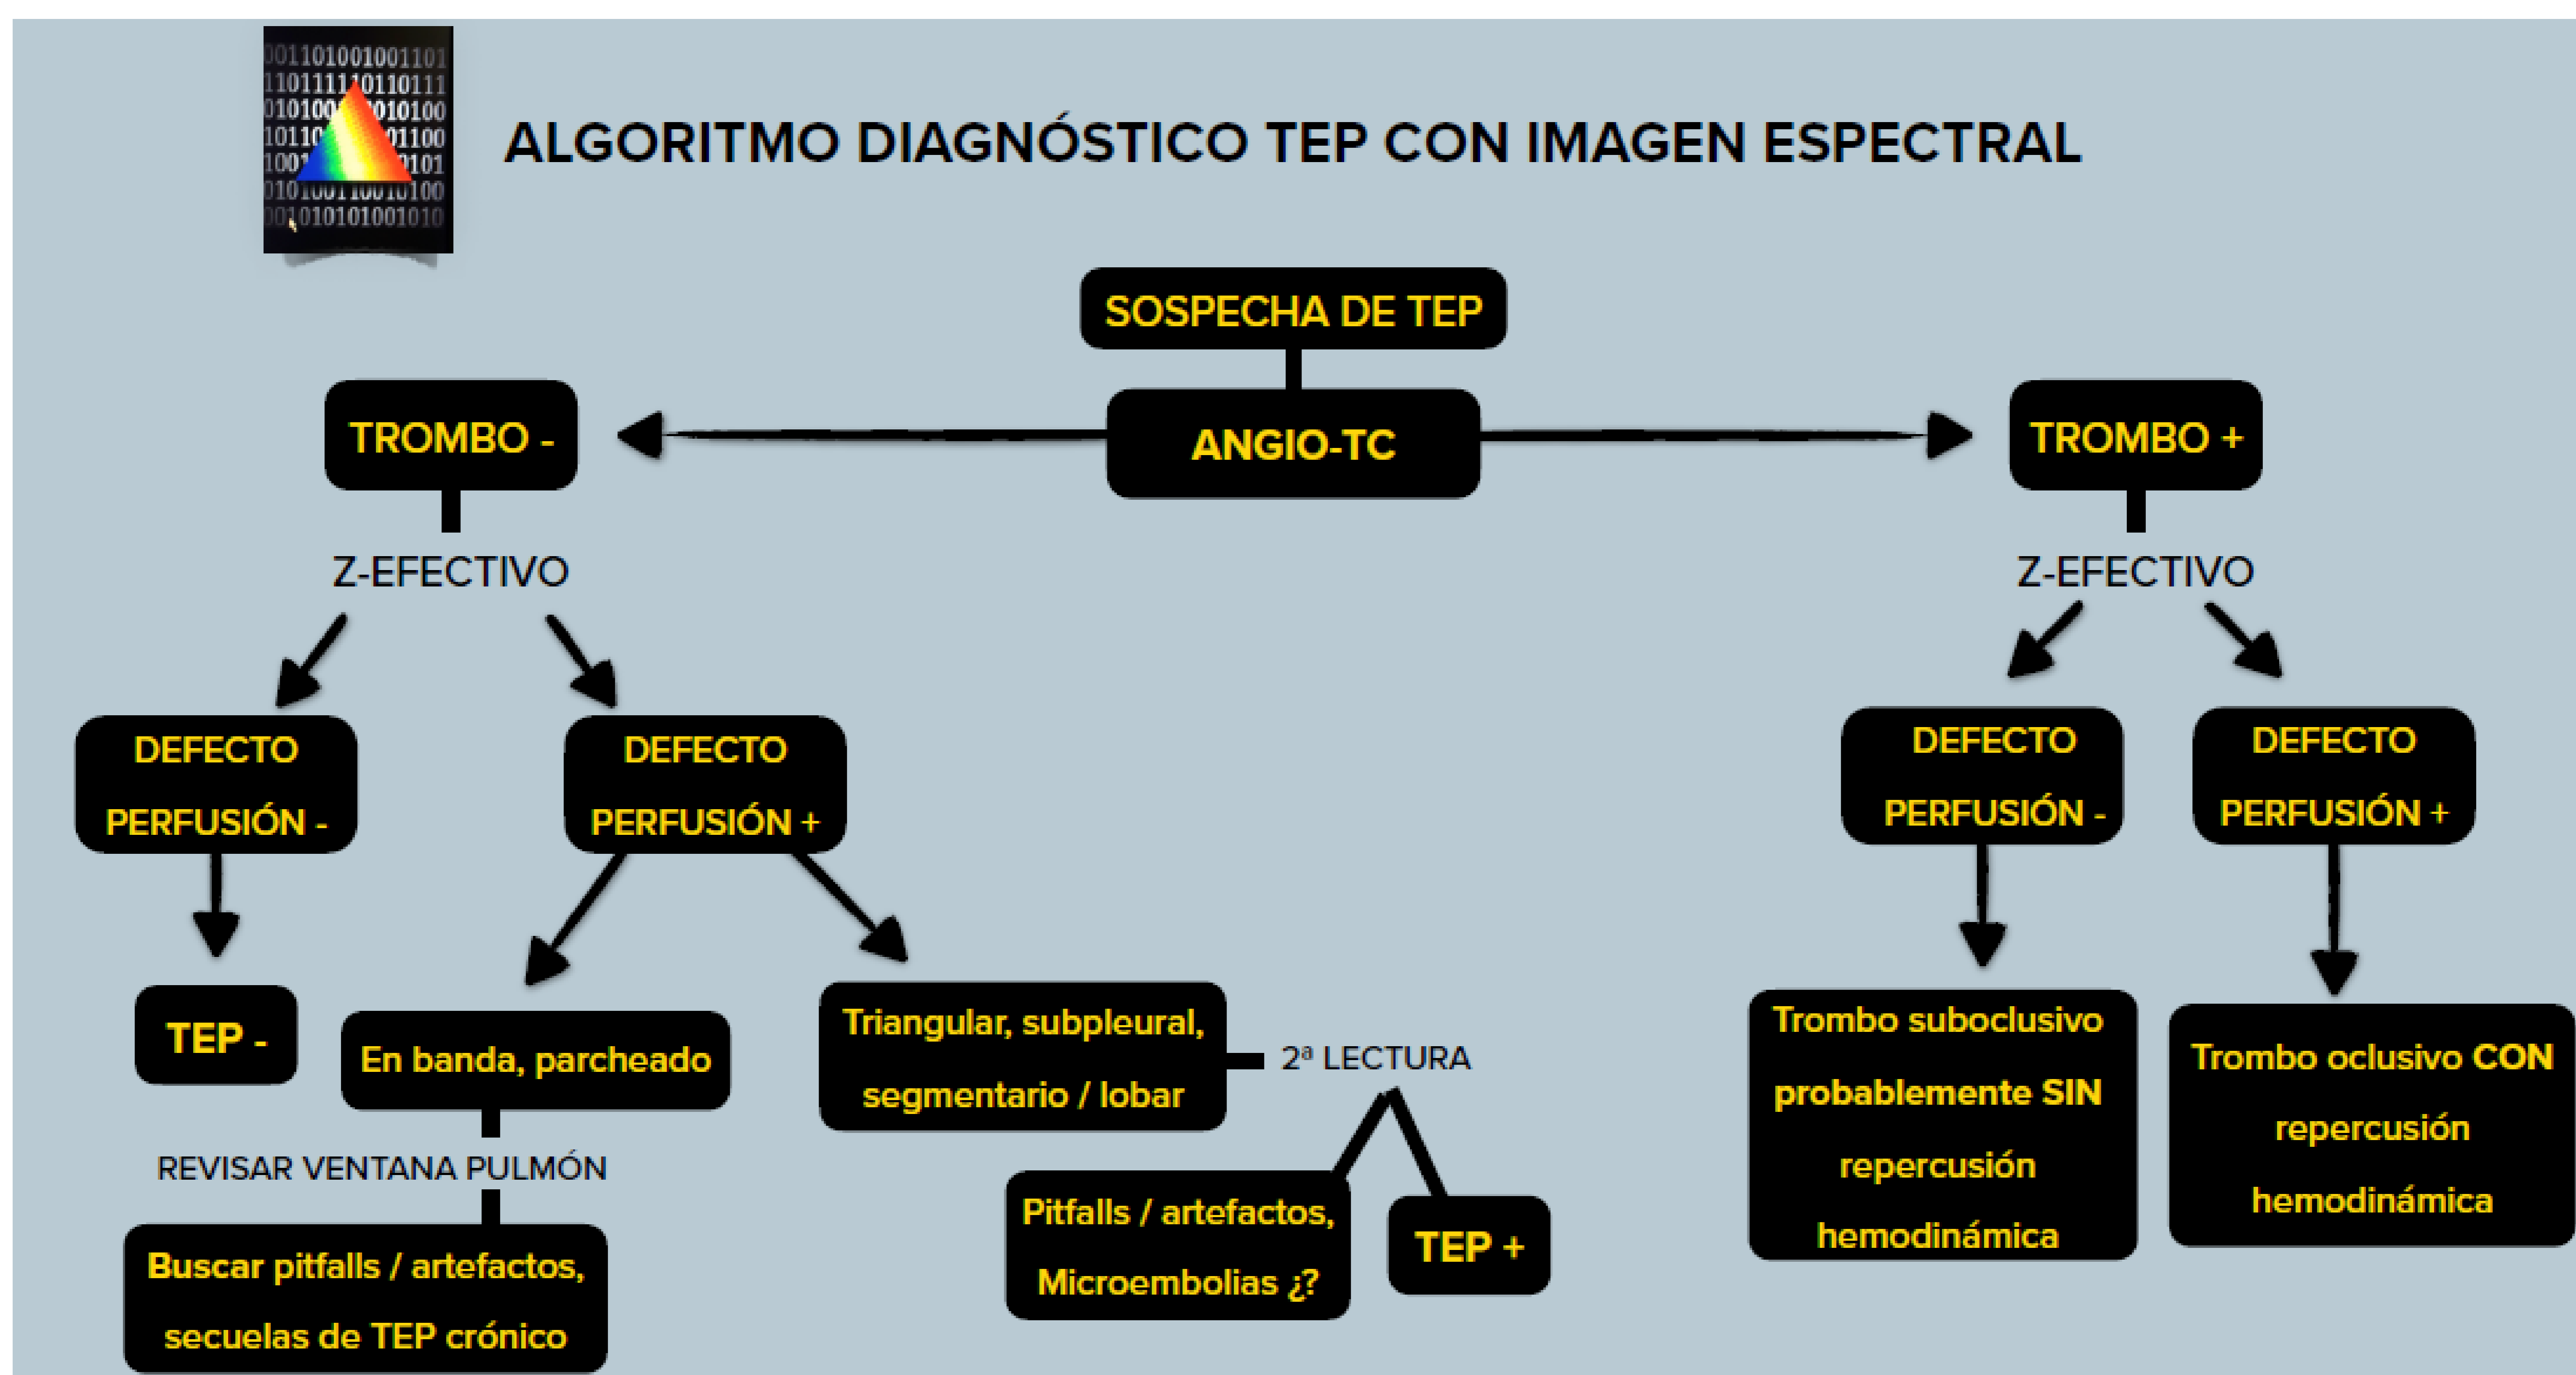 001101001001101
ALGORITMO DIAGNÓSTICO TEP CON IMAGEN ESPECTRAL
SOSPECHA DE TEP
ANGIO-TC
TROMBO -
TROMBO +
Z-EFECTIVO
Z-EFECTIVO
DEFECTO
PERFUSIÓN -
DEFECTO
PERFUSIÓN +
DEFECTO
PERFUSIÓN -
DEFECTO
PERFUSIÓN +
TEP -
En banda, parcheado
REVISAR VENTANA PULMÓN
Buscar pitfalls / artefactos,
secuelas de TEP crónico
Triangular, subpleural,
segmentario / lobar
2ª LECTURA
Pitfalls / artefactos,
Microembolias ¿?
TEP +
Trombo suboclusivo
probablemente SIN
repercusión
hemodinámica
Trombo oclusivo CON
repercusión
hemodinámica